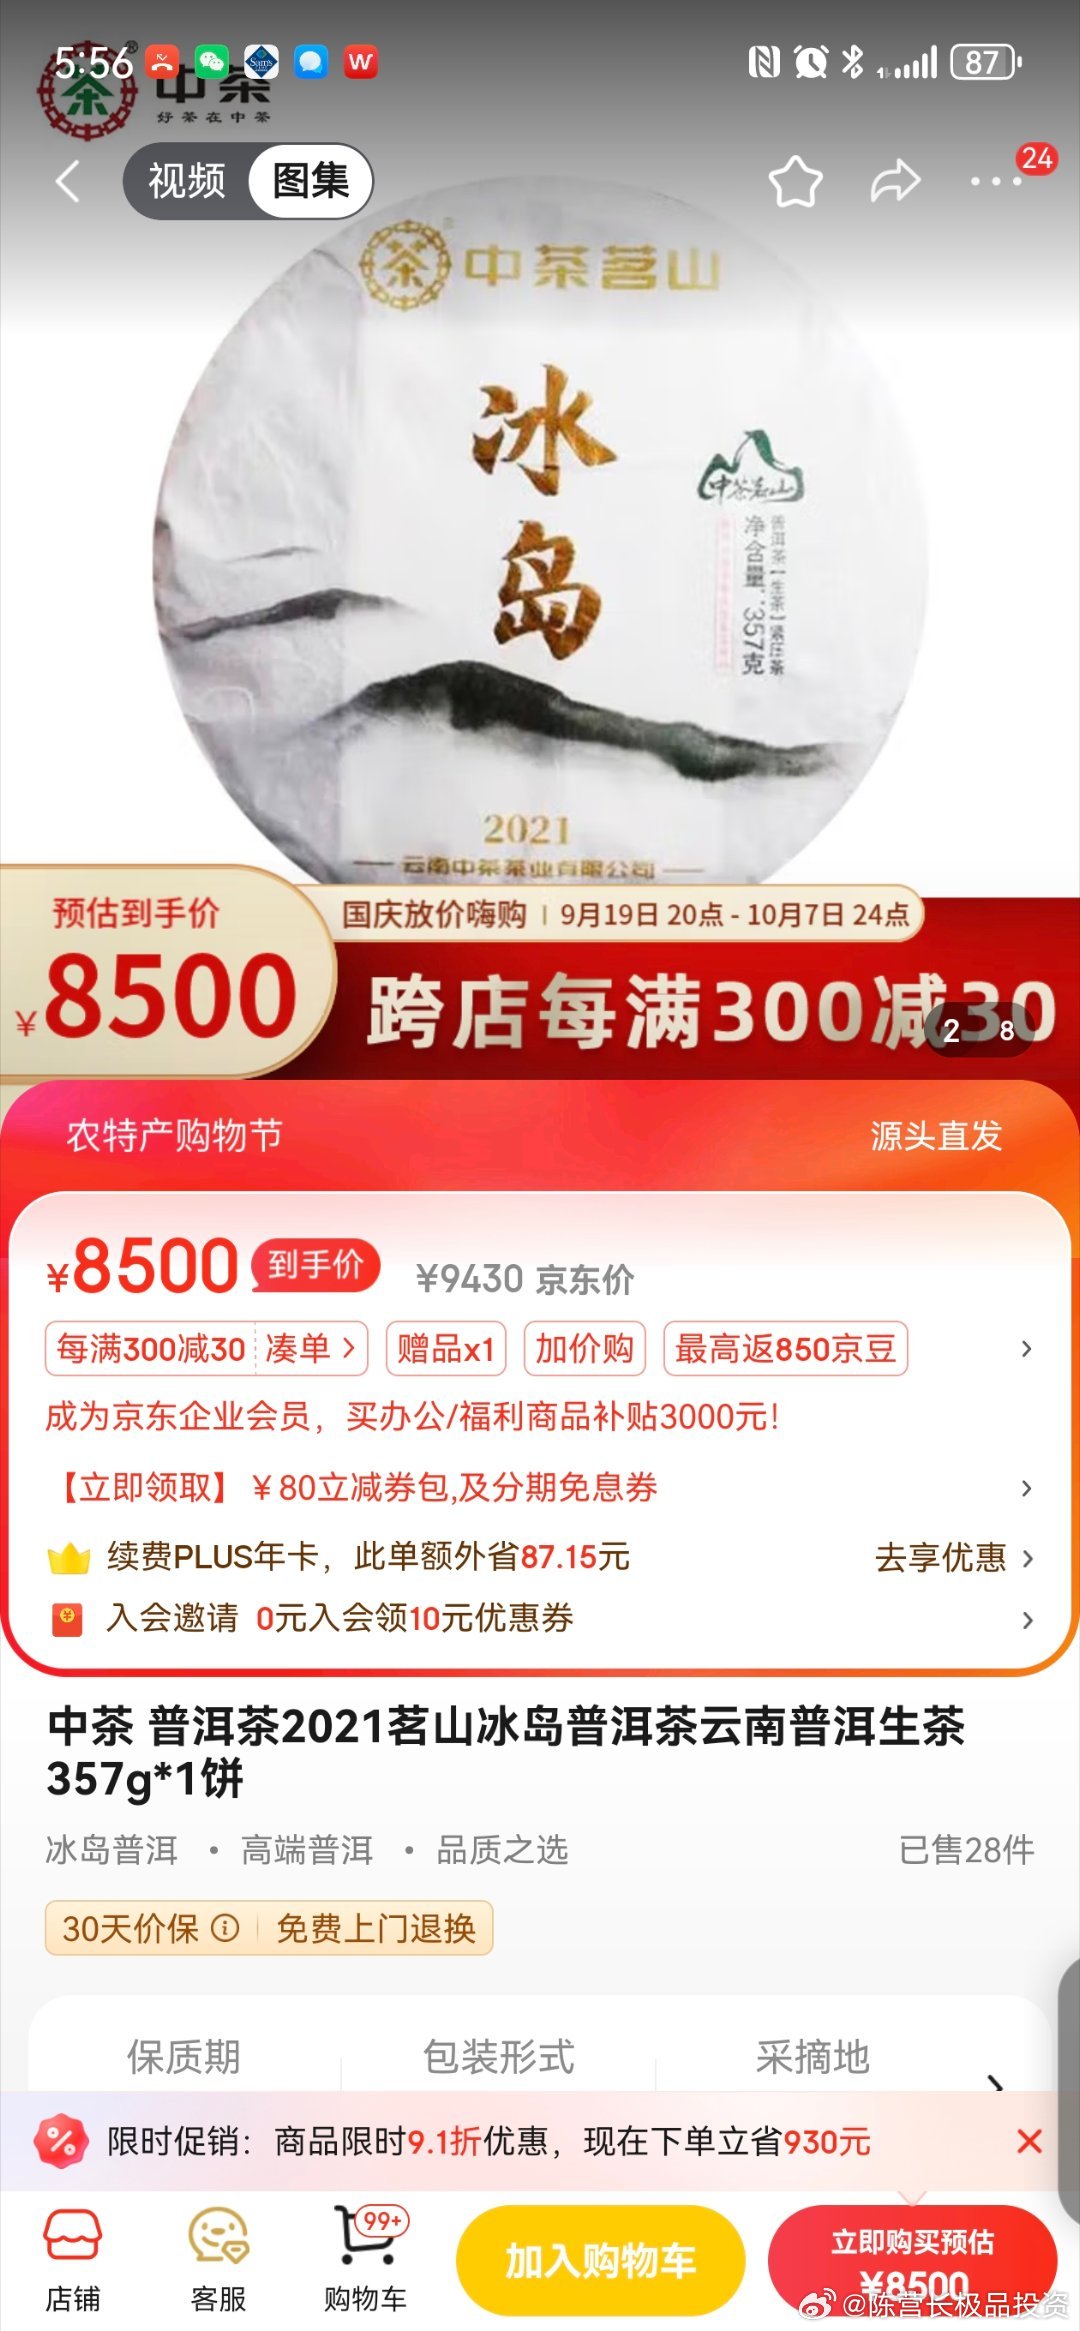 5:56
87
中茶
好茶在中茶
视频 图集
24
中茶茗山
冰岛
中茶茗山
普洱茶(生茶)紧压茶
净含量:357克
2021
云南中茶茶业有限公司
预估到手价
¥8500
国庆放价嗨购 | 9月19日 20点 - 10月7日 24点
跨店每满300减30
2 8
农特产购物节 源头直发
¥8500 到手价 ¥9430 京东价
每满300减30 凑单 > 赠品x1 加价购 最高返850京豆 >
成为京东企业会员，买办公/福利商品补贴3000元！
【立即领取】￥80立减券包,及分期免息券 >
续费PLUS年卡，此单额外省87.15元 去享优惠 >
入会邀请 0元入会领10元优惠券 >
中茶 普洱茶2021茗山冰岛普洱茶云南普洱生茶
357g*1饼
冰岛普洱 · 高端普洱 · 品质之选 已售28件
30天价保 免费上门退换
保质期 包装形式 采摘地
限时促销：商品限时9.1折优惠，现在下单立省930元
店铺 客服 99+ 购物车
加入购物车
立即购买预估
¥8500
@陈营长极品投资